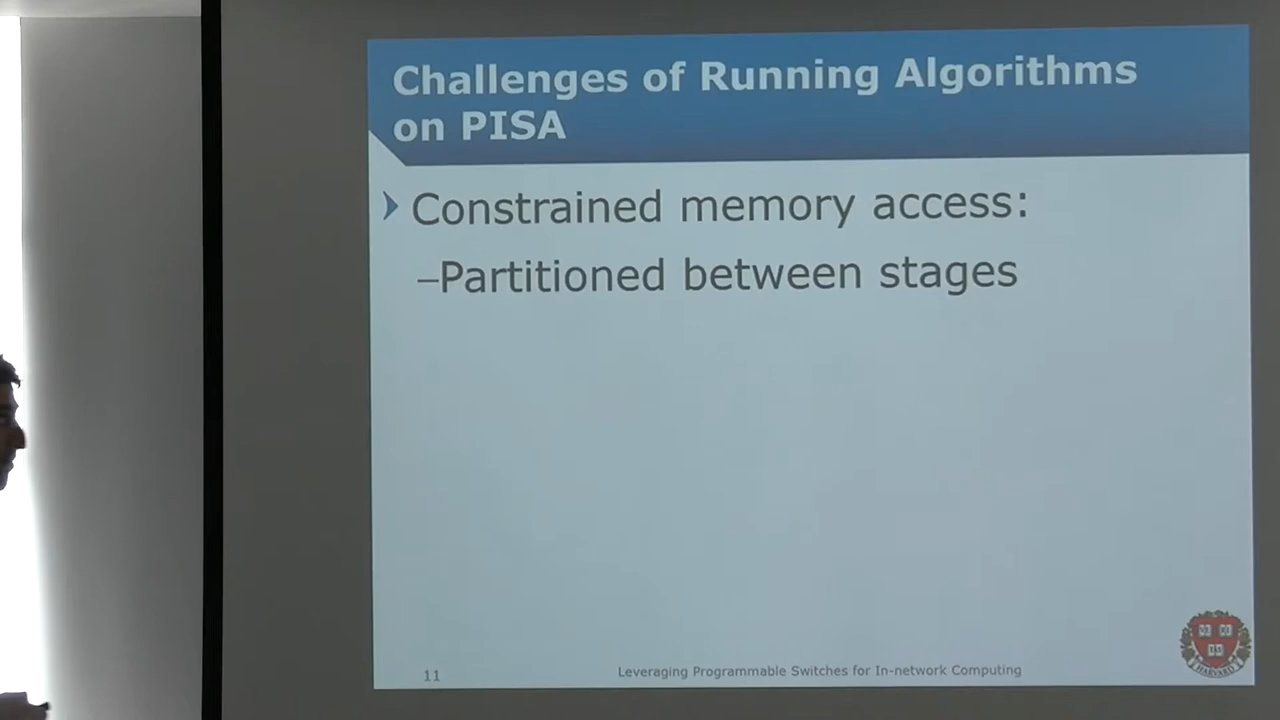 Challenges of Running Algorithms
on PISA
Constrained memory access:
–Partitioned between stages
11
Leveraging Programmable Switches for In-network Computing
HARVARD